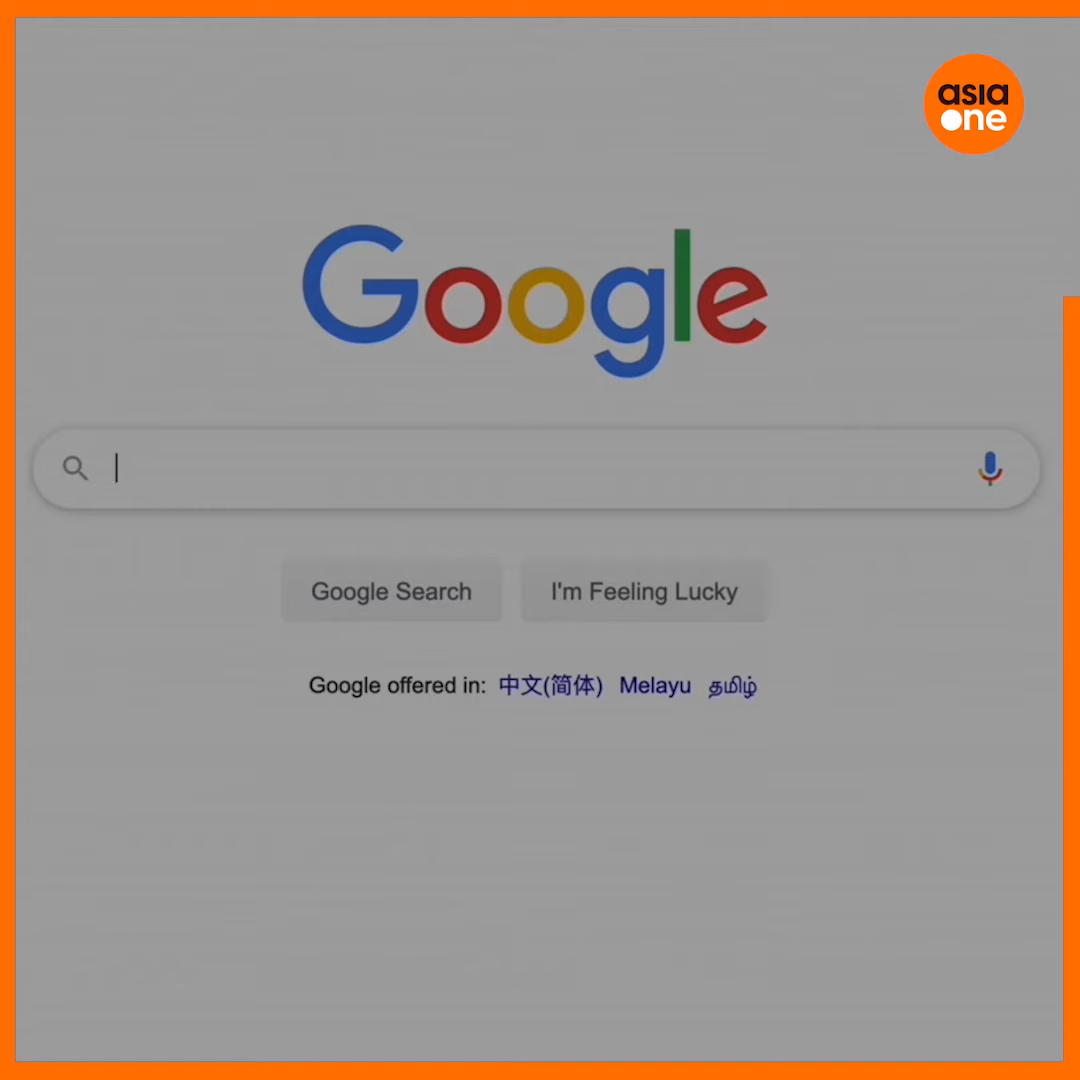 asia
one
Google
Google Search I'm Feeling Lucky
Google offered in: 中文(简体) Melayu தமிழ்